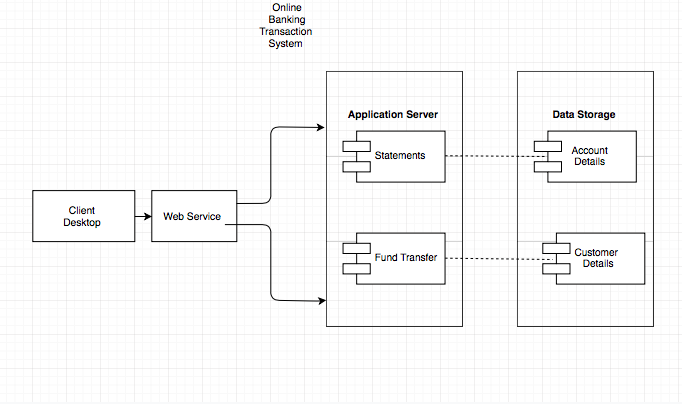 Online
Banking
Transaction
System
Application Server
Data Storage
Statements
Account
Details
Client
Desktop
Web Service
Fund Transfer
Customer
Details